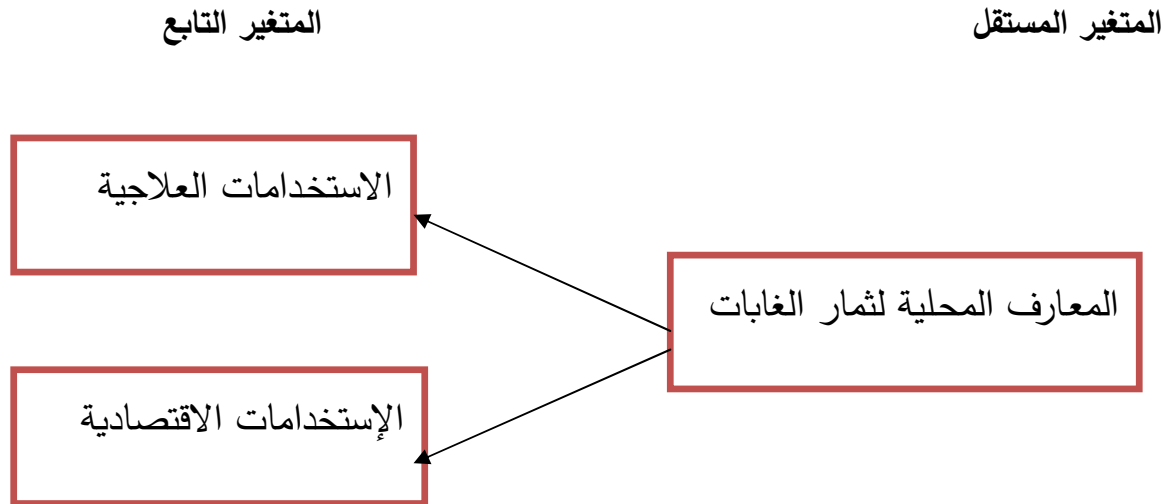 المتغير المستقل
المتغير التابع
الاستخدامات العلاجية
المعارف المحلية لثمار الغابات
الإستخدامات الاقتصادية